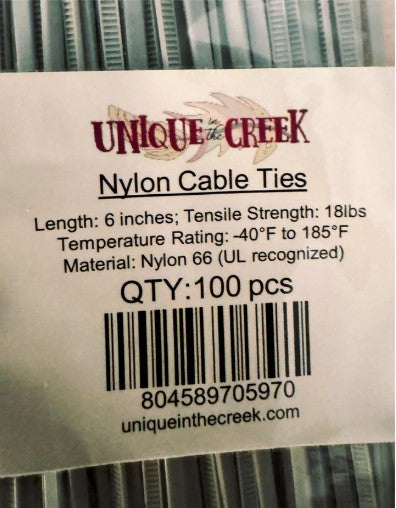 UNIQUE in the CREEK
Nylon Cable Ties
Length: 6 inches; Tensile Strength: 18lbs
Temperature Rating: -40°F to 185°F
Material: Nylon 66 (UL recognized)
QTY:100 pcs
804589705970
uniqueinthecreek.com